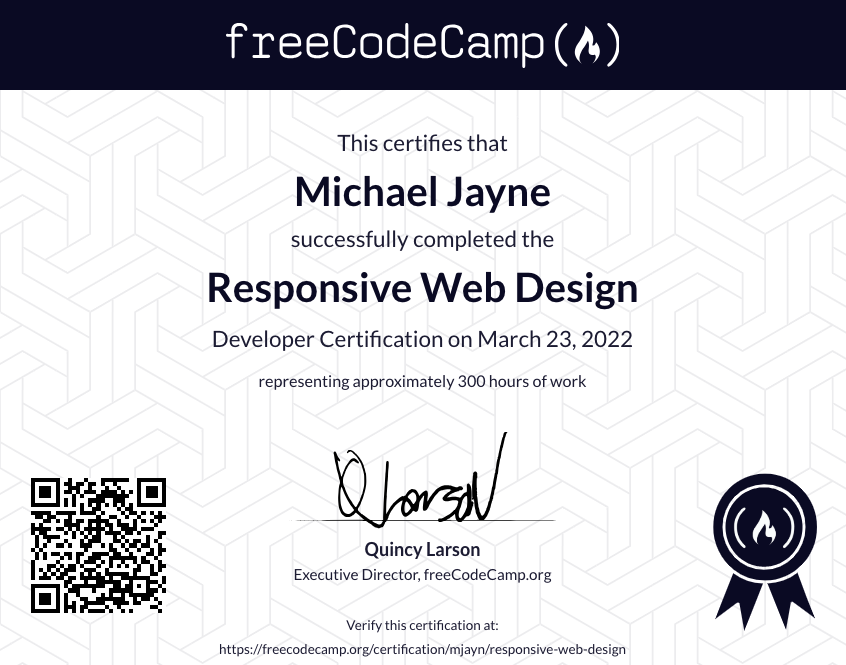 freeCodeCamp
This certifies that
Michael Jayne
successfully completed the
Responsive Web Design
Developer Certification on March 23, 2022
representing approximately 300 hours of work
QLarson
Quincy Larson
Executive Director, freeCodeCamp.org
Verify this certification at:
https://freecodecamp.org/certification/mjayn/responsive-web-design